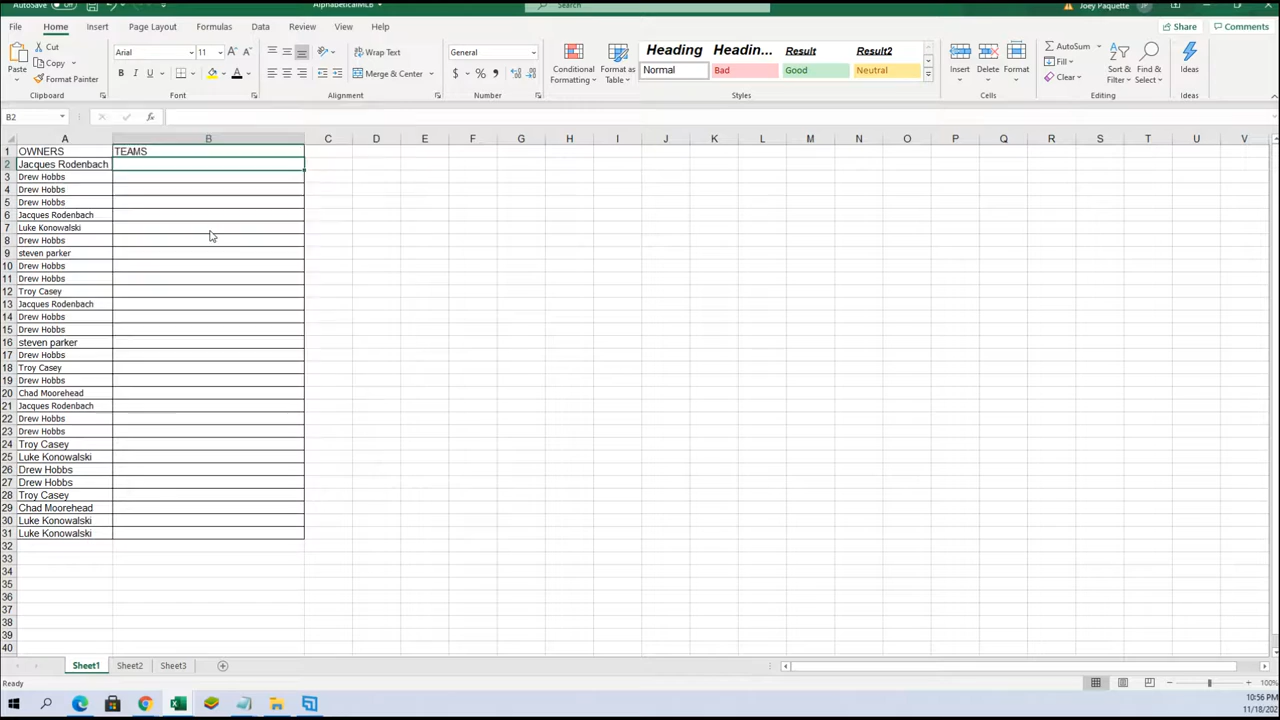 AutoSave
AlphabeticalMLB
Search
Joey Paquette
JP
File Home Insert Page Layout Formulas Data Review View Help
Share Comments
Paste
Cut
Copy
Format Painter
Clipboard
Arial 11
B I U
Font
Wrap Text
Merge & Center
Alignment
General
$ % 9
Number
Conditional Formatting
Format as Table
Heading Headin... Result Result2
Normal Bad Good Neutral
Styles
Insert Delete Format
Cells
AutoSum
Fill
Clear
Sort & Filter
Find & Select
Editing
Ideas
Ideas
B2 fx
A B C D E F G H I J K L M N O P Q R S T U V
1 OWNERS TEAMS
2 Jacques Rodenbach
3 Drew Hobbs
4 Drew Hobbs
5 Drew Hobbs
6 Jacques Rodenbach
7 Luke Konowalski
8 Drew Hobbs
9 steven parker
10 Drew Hobbs
11 Drew Hobbs
12 Troy Casey
13 Jacques Rodenbach
14 Drew Hobbs
15 Drew Hobbs
16 steven parker
17 Drew Hobbs
18 Troy Casey
19 Drew Hobbs
20 Chad Moorehead
21 Jacques Rodenbach
22 Drew Hobbs
23 Drew Hobbs
24 Troy Casey
25 Luke Konowalski
26 Drew Hobbs
27 Drew Hobbs
28 Troy Casey
29 Chad Moorehead
30 Luke Konowalski
31 Luke Konowalski
32
33
34
35
36
37
38
39
40
Sheet1 Sheet2 Sheet3
Ready
100%
10:56 PM
11/18/202